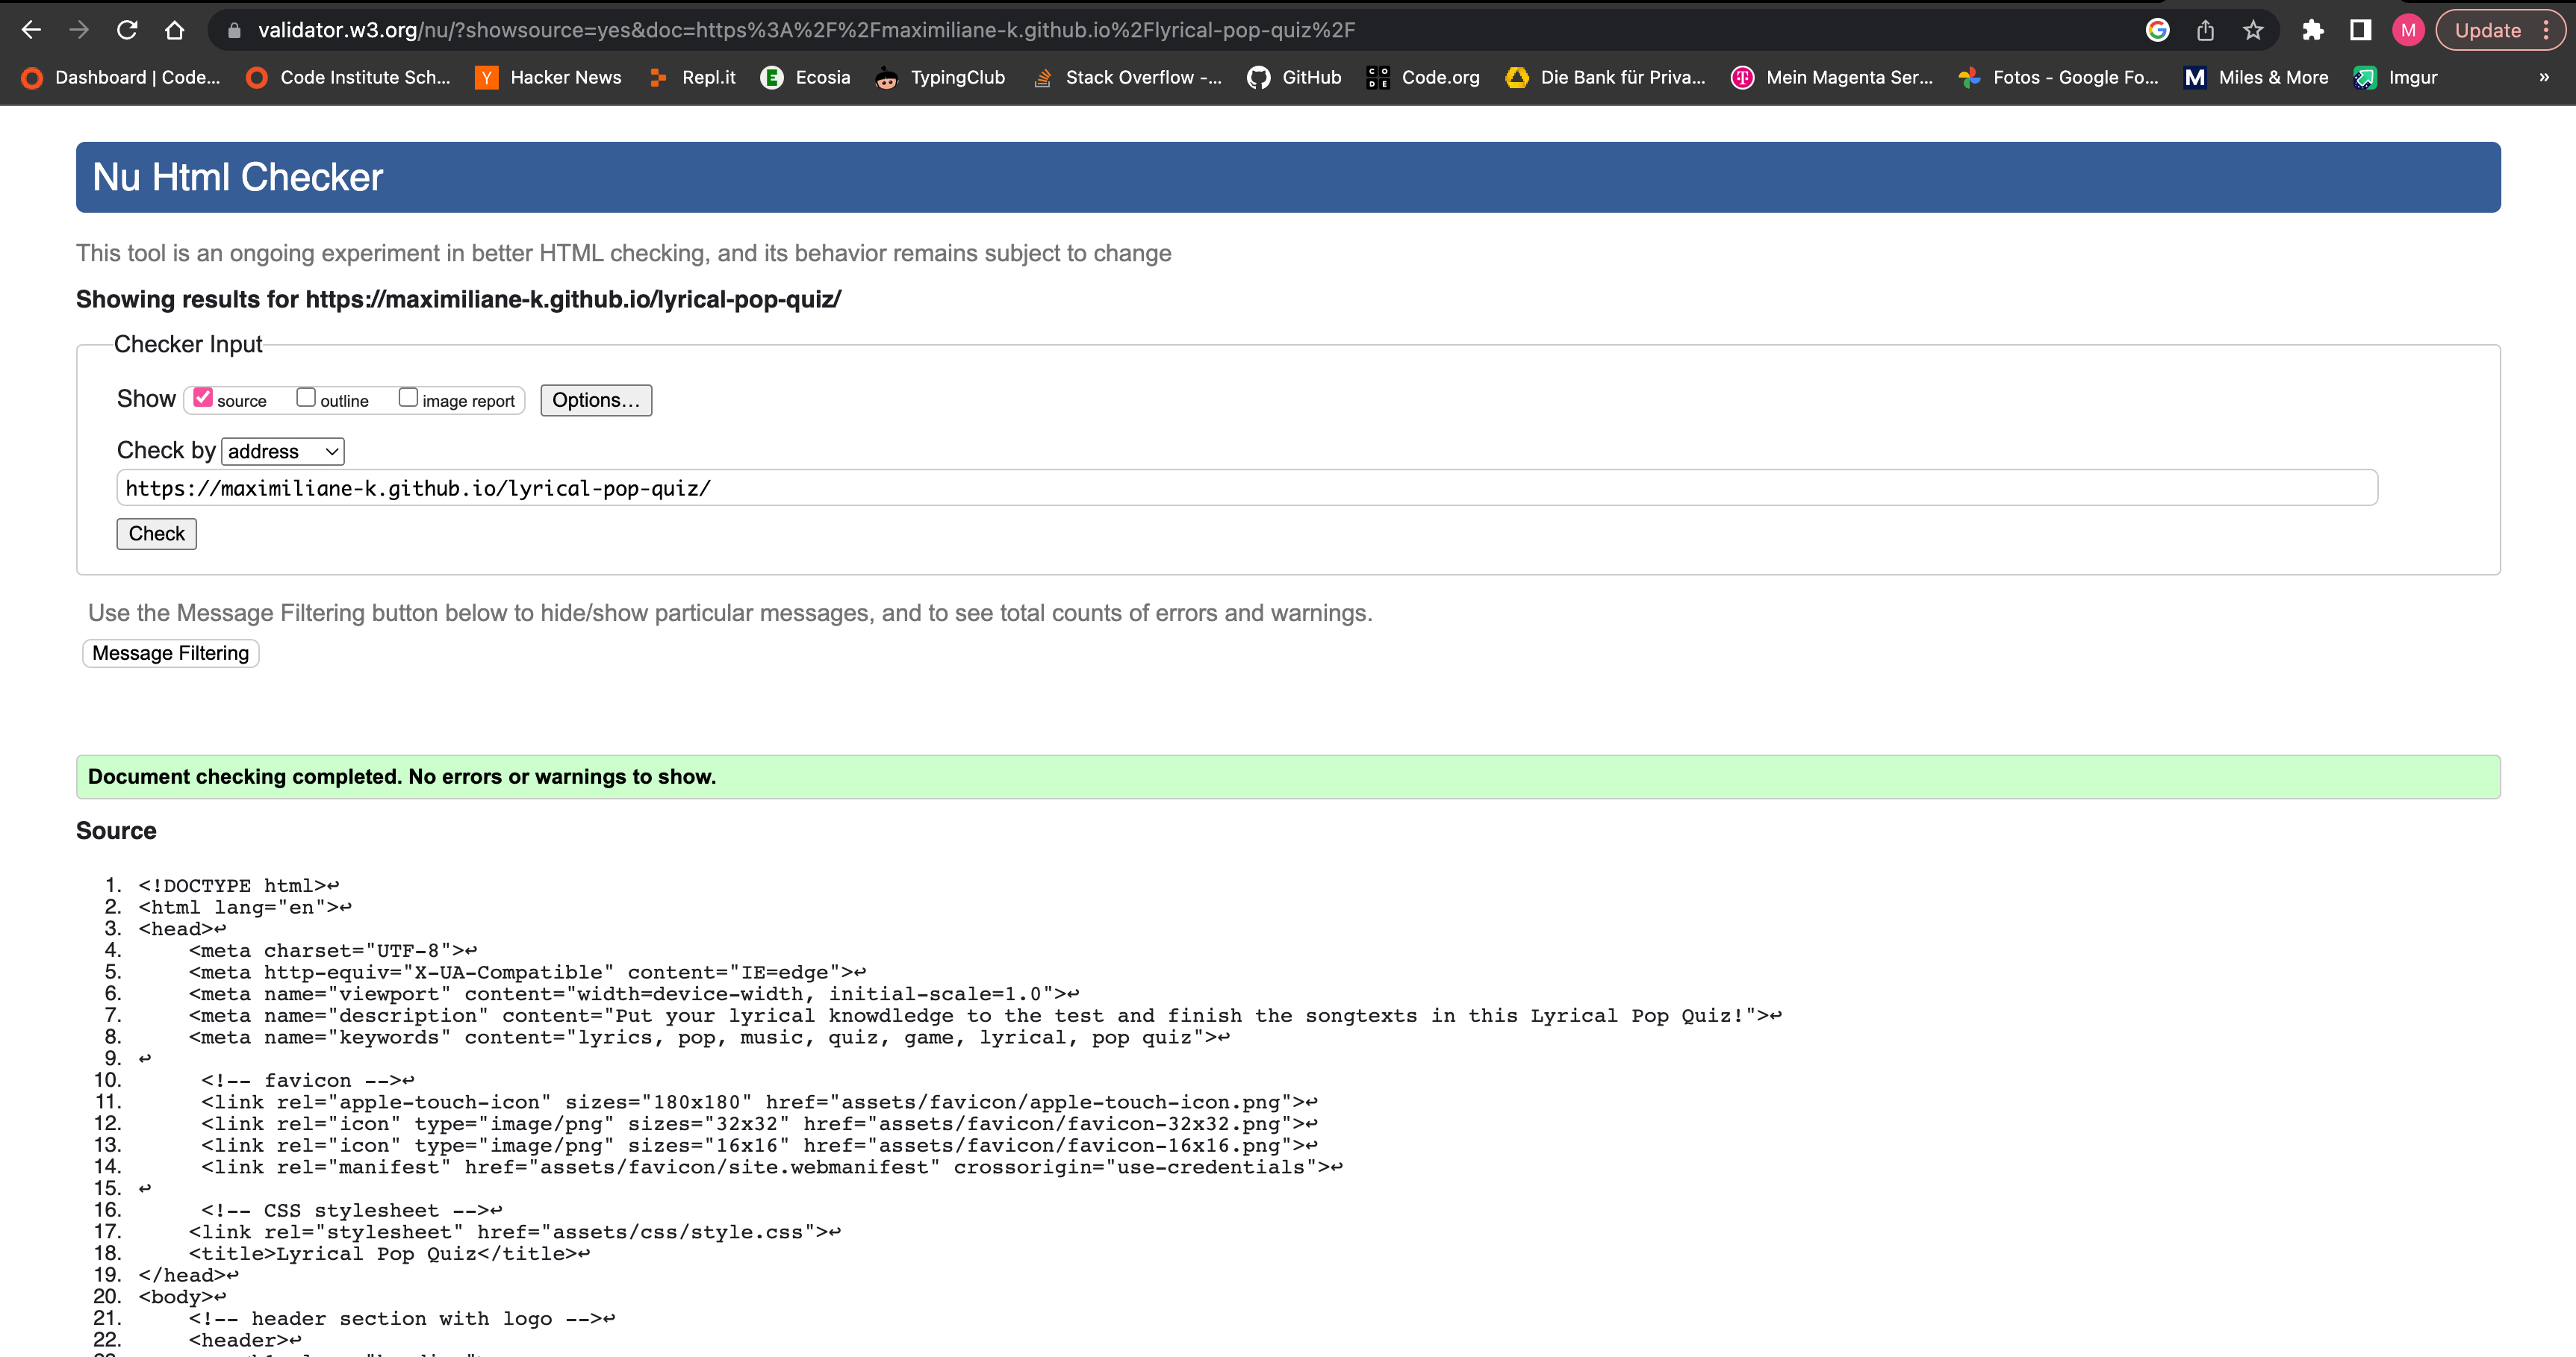 validator.w3.org/nu/?showsource=yes&doc=https%3A%2F%2Fmaximiliane-k.github.io%2Flyrical-pop-quiz%2F
M
Update
Dashboard | Code...
Code Institute Sch...
Y Hacker News
Repl.it
Ecosia
TypingClub
Stack Overflow -...
GitHub
CODE Code.org
Die Bank für Priva...
T Mein Magenta Ser...
Fotos - Google Fo...
M Miles & More
Imgur
»
Nu Html Checker
This tool is an ongoing experiment in better HTML checking, and its behavior remains subject to change
Showing results for https://maximiliane-k.github.io/lyrical-pop-quiz/
Checker Input
Show source outline image report Options...
Check by address
https://maximiliane-k.github.io/lyrical-pop-quiz/
Check
Use the Message Filtering button below to hide/show particular messages, and to see total counts of errors and warnings.
Message Filtering
Document checking completed. No errors or warnings to show.
Source
1. <!DOCTYPE html>↩
2. <html lang="en">↩
3. <head>↩
4. <meta charset="UTF-8">↩
5. <meta http-equiv="X-UA-Compatible" content="IE=edge">↩
6. <meta name="viewport" content="width=device-width, initial-scale=1.0">↩
7. <meta name="description" content="Put your lyrical knowdledge to the test and finish the songtexts in this Lyrical Pop Quiz!">↩
8. <meta name="keywords" content="lyrics, pop, music, quiz, game, lyrical, pop quiz">↩
9. ↩
10. <!-- favicon -->↩
11. <link rel="apple-touch-icon" sizes="180x180" href="assets/favicon/apple-touch-icon.png">↩
12. <link rel="icon" type="image/png" sizes="32x32" href="assets/favicon/favicon-32x32.png">↩
13. <link rel="icon" type="image/png" sizes="16x16" href="assets/favicon/favicon-16x16.png">↩
14. <link rel="manifest" href="assets/favicon/site.webmanifest" crossorigin="use-credentials">↩
15. ↩
16. <!-- CSS stylesheet -->↩
17. <link rel="stylesheet" href="assets/css/style.css">↩
18. <title>Lyrical Pop Quiz</title>↩
19. </head>↩
20. <body>↩
21. <!-- header section with logo -->↩
22. <header>↩